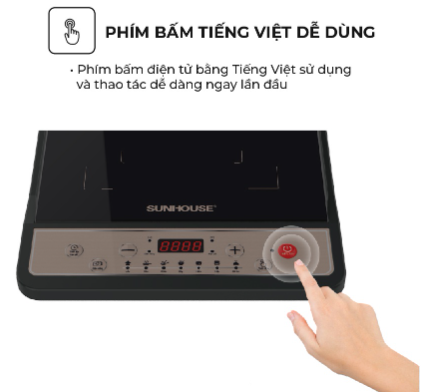 PHÍM BẤM TIẾNG VIỆT DỄ DÙNG
• Phím bấm điện tử bằng Tiếng Việt sử dụng
và thao tác dễ dàng ngay lần đầu
SUNHOUSE
8888